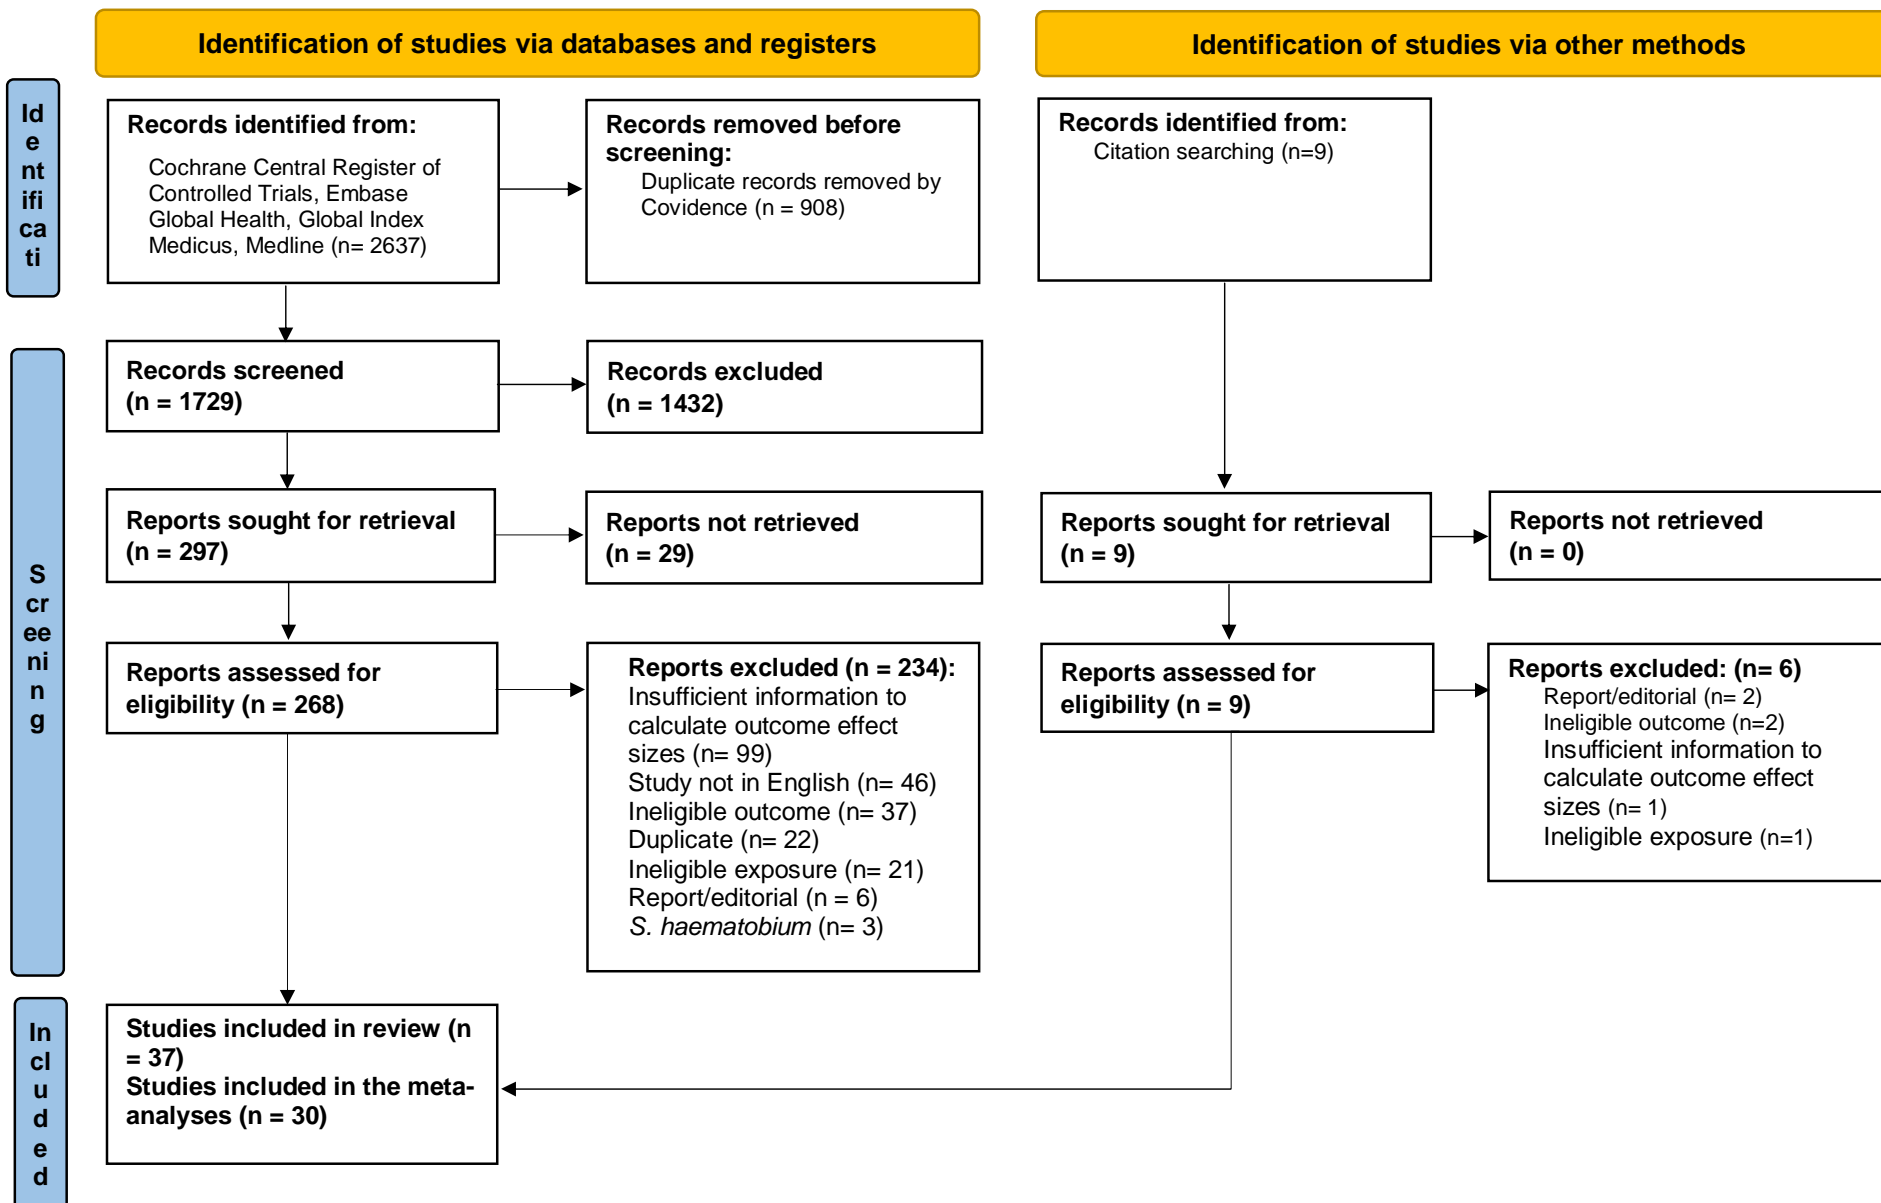 Identification of studies via databases and registers
Identification of studies via other methods
Id
e
nt
ifi
ca
ti
Records identified from:
Cochrane Central Register of
Controlled Trials, Embase
Global Health, Global Index
Medicus, Medline (n= 2637)
Records removed before
screening:
Duplicate records removed by
Covidence (n = 908)
Records identified from:
Citation searching (n=9)
S
cr
ee
ni
n
g
Records screened
(n = 1729)
Records excluded
(n = 1432)
Reports sought for retrieval
(n = 297)
Reports not retrieved
(n = 29)
Reports sought for retrieval
(n = 9)
Reports not retrieved
(n = 0)
Reports assessed for
eligibility (n = 268)
Reports excluded (n = 234):
Insufficient information to
calculate outcome effect
sizes (n= 99)
Study not in English (n= 46)
Ineligible outcome (n= 37)
Duplicate (n= 22)
Ineligible exposure (n= 21)
Report/editorial (n = 6)
S. haematobium (n= 3)
Reports assessed for
eligibility (n = 9)
Reports excluded: (n= 6)
Report/editorial (n= 2)
Ineligible outcome (n=2)
Insufficient information to
calculate outcome effect
sizes (n= 1)
Ineligible exposure (n=1)
In
cl
u
d
e
d
Studies included in review (n
= 37)
Studies included in the meta-
analyses (n = 30)